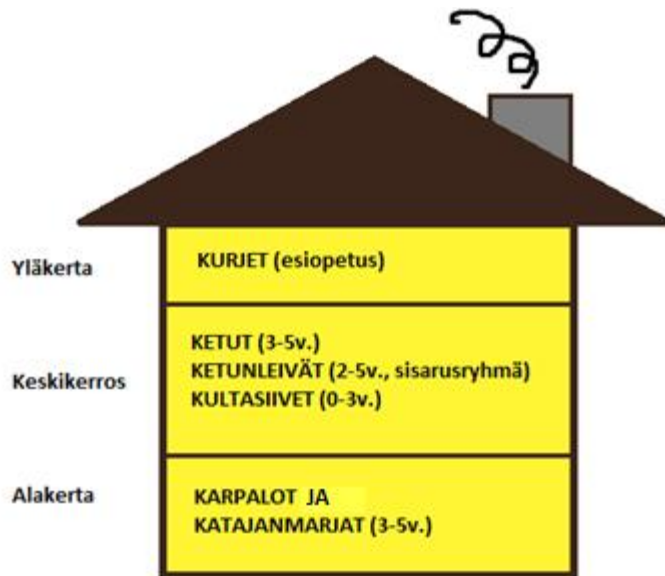 Yläkerta
KURJET (esiopetus)
Keskikerros
KETUT (3-5v.)
KETUNLEIVÄT (2-5v., sisarusryhmä)
KULTASIIVET (0-3v.)
Alakerta
KARPALOT JA
KATAJANMARJAT (3-5v.)